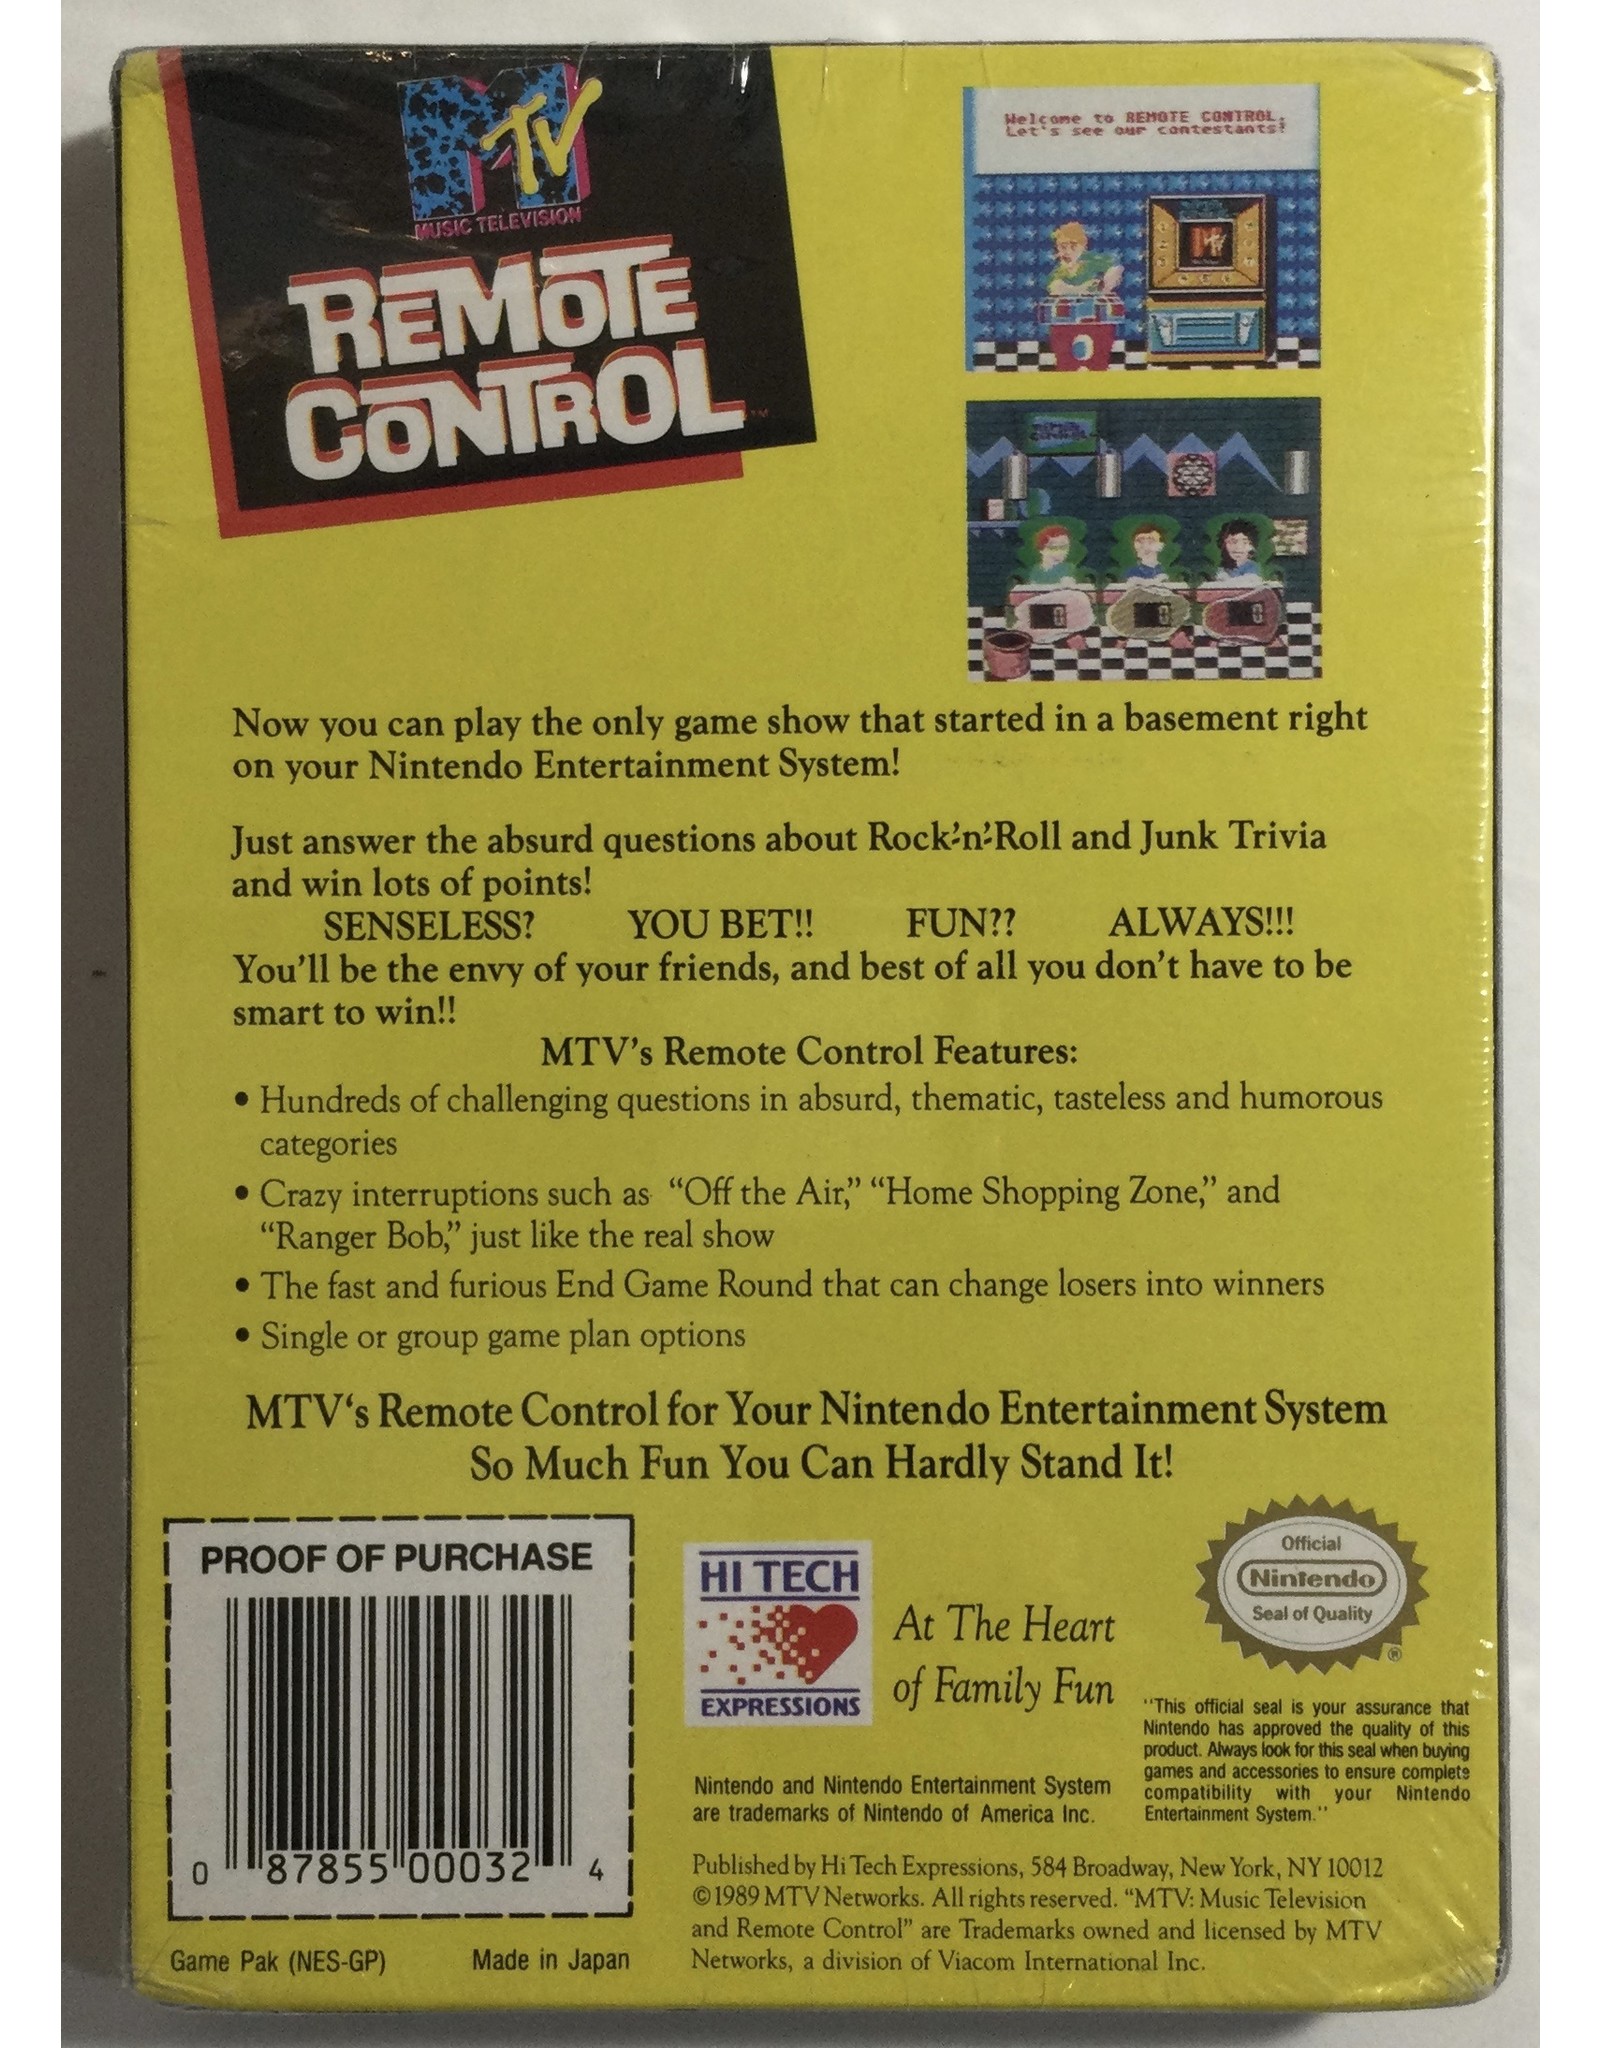 MTV
MUSIC TELEVISION
REMOTE
CONTROL™
Welcome to REMOTE CONTROL.
Let's see our contestants!
MTV
Now you can play the only game show that started in a basement right
on your Nintendo Entertainment System!
Just answer the absurd questions about Rock-'n'-Roll and Junk Trivia
and win lots of points!
SENSELESS? YOU BET!! FUN?? ALWAYS!!!
You'll be the envy of your friends, and best of all you don't have to be
smart to win!!
MTV's Remote Control Features:
• Hundreds of challenging questions in absurd, thematic, tasteless and humorous
categories
• Crazy interruptions such as “Off the Air,” “Home Shopping Zone,” and
“Ranger Bob,” just like the real show
• The fast and furious End Game Round that can change losers into winners
• Single or group game plan options
MTV‘s Remote Control for Your Nintendo Entertainment System
So Much Fun You Can Hardly Stand It!
PROOF OF PURCHASE
0 87855 00032 4
Game Pak (NES-GP) Made in Japan
HI TECH
EXPRESSIONS
At The Heart
of Family Fun
Official
Nintendo
Seal of Quality
®
"This official seal is your assurance that
Nintendo has approved the quality of this
product. Always look for this seal when buying
games and accessories to ensure complete
compatibility with your Nintendo
Entertainment System."
Nintendo and Nintendo Entertainment System
are trademarks of Nintendo of America Inc.
Published by Hi Tech Expressions, 584 Broadway, New York, NY 10012
©1989 MTV Networks. All rights reserved. “MTV: Music Television
and Remote Control” are Trademarks owned and licensed by MTV
Networks, a division of Viacom International Inc.